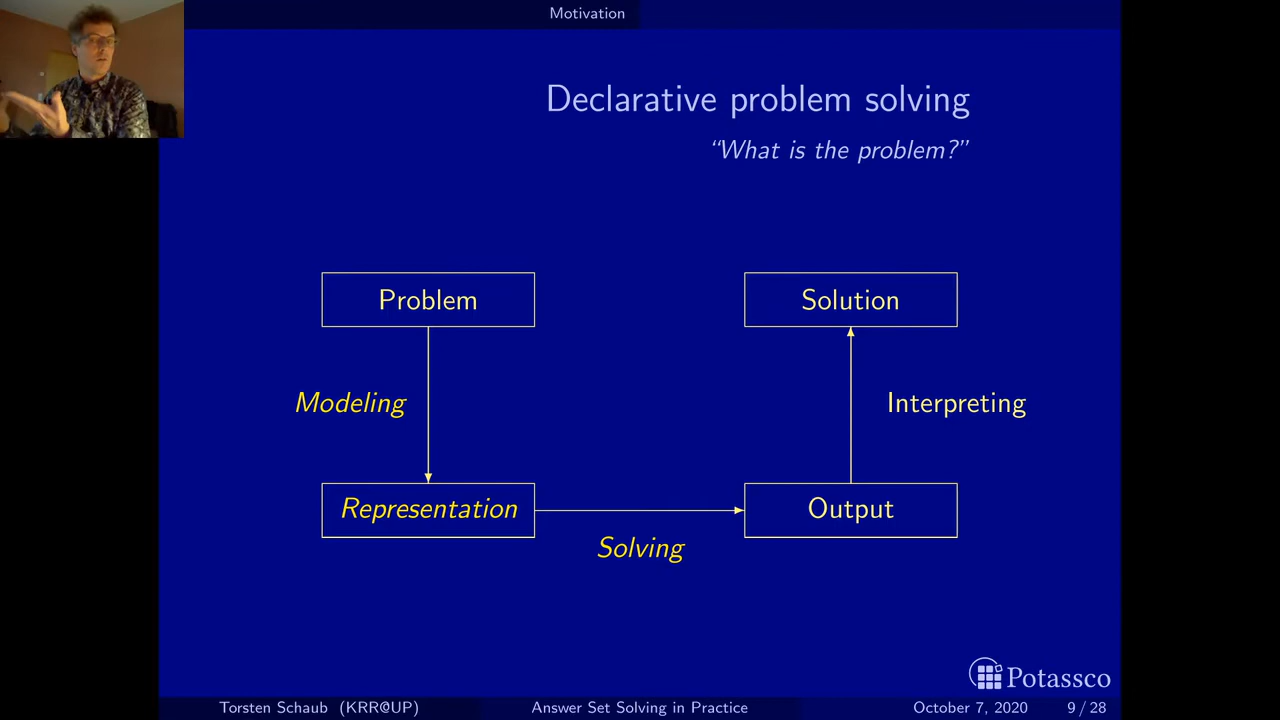 Motivation
Declarative problem solving
“What is the problem?”
Problem
Solution
Modeling
Interpreting
Representation
Output
Solving
Potassco
Torsten Schaub (KRR@UP)
Answer Set Solving in Practice
October 7, 2020
9 / 28